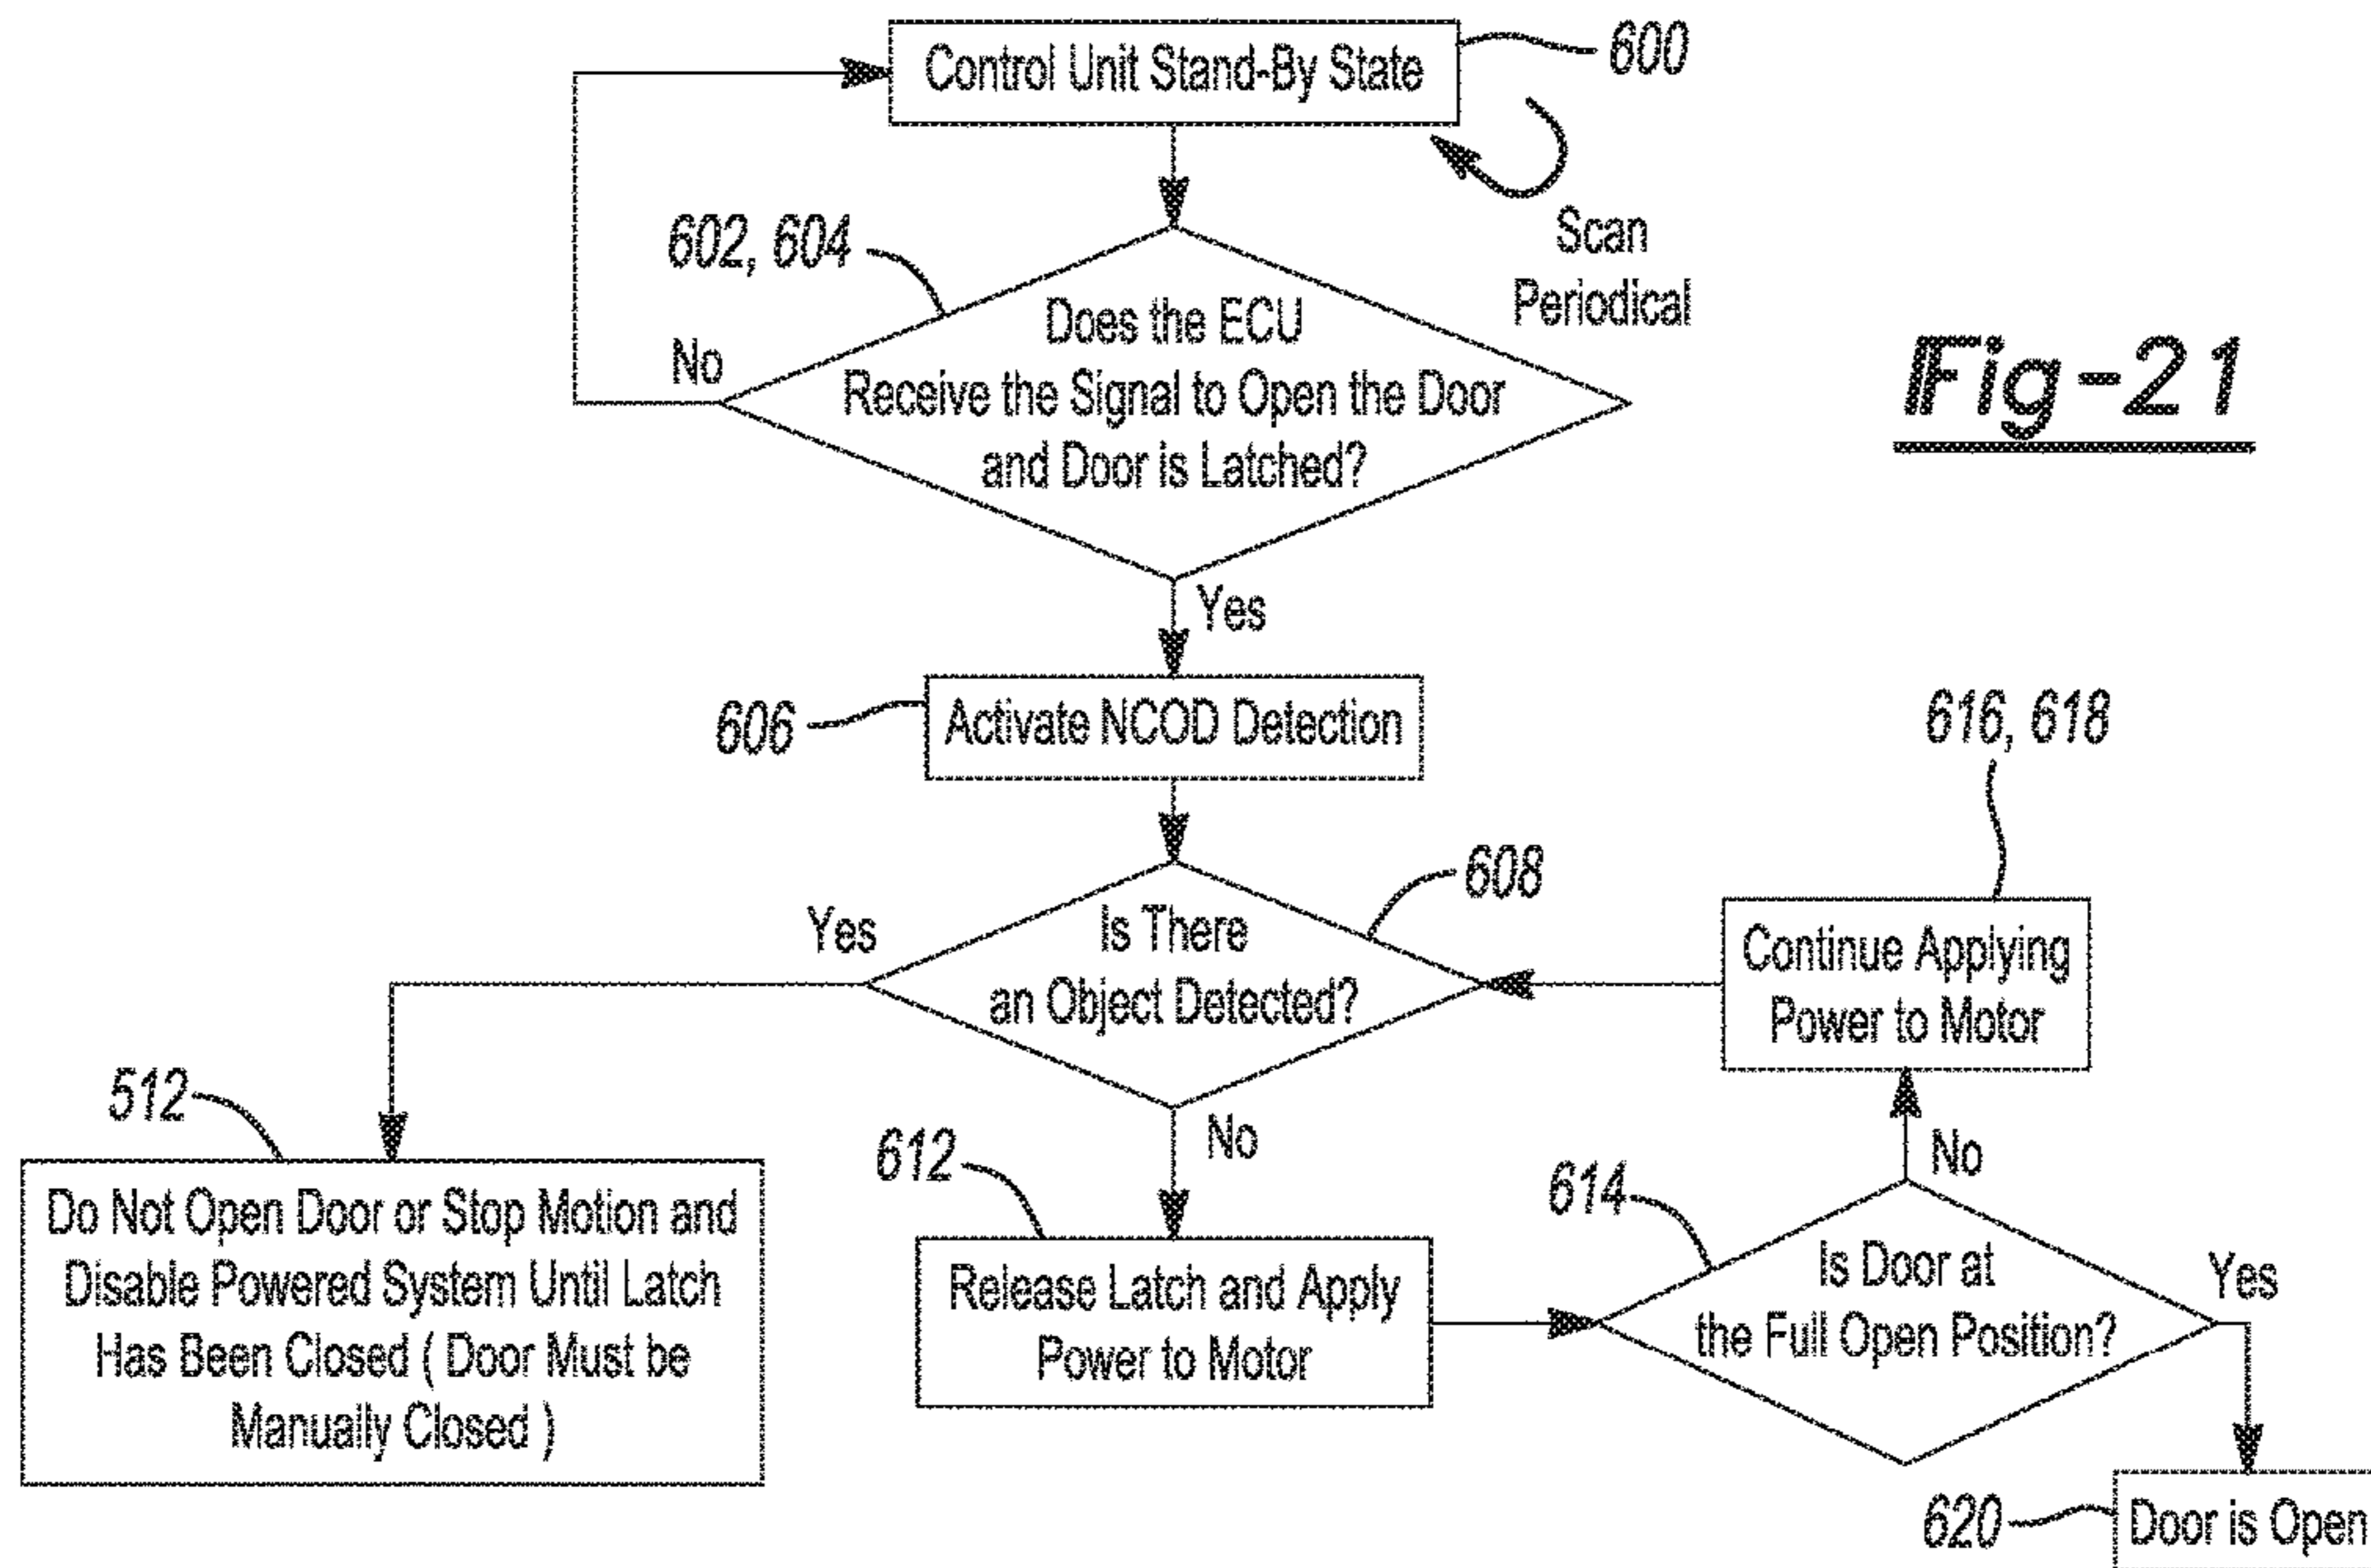 Control Unit Stand-By State
600
Scan
Periodical
602, 604
Does the ECU
Receive the Signal to Open the Door
and Door is Latched?
No
Fig-21
Yes
606
Activate NCOD Detection
616, 618
608
Yes
Is There
an Object Detected?
Continue Applying
Power to Motor
512
Do Not Open Door or Stop Motion and
Disable Powered System Until Latch
Has Been Closed ( Door Must be
Manually Closed )
No
612
Release Latch and Apply
Power to Motor
614
No
Is Door at
the Full Open Position?
Yes
620
Door is Open